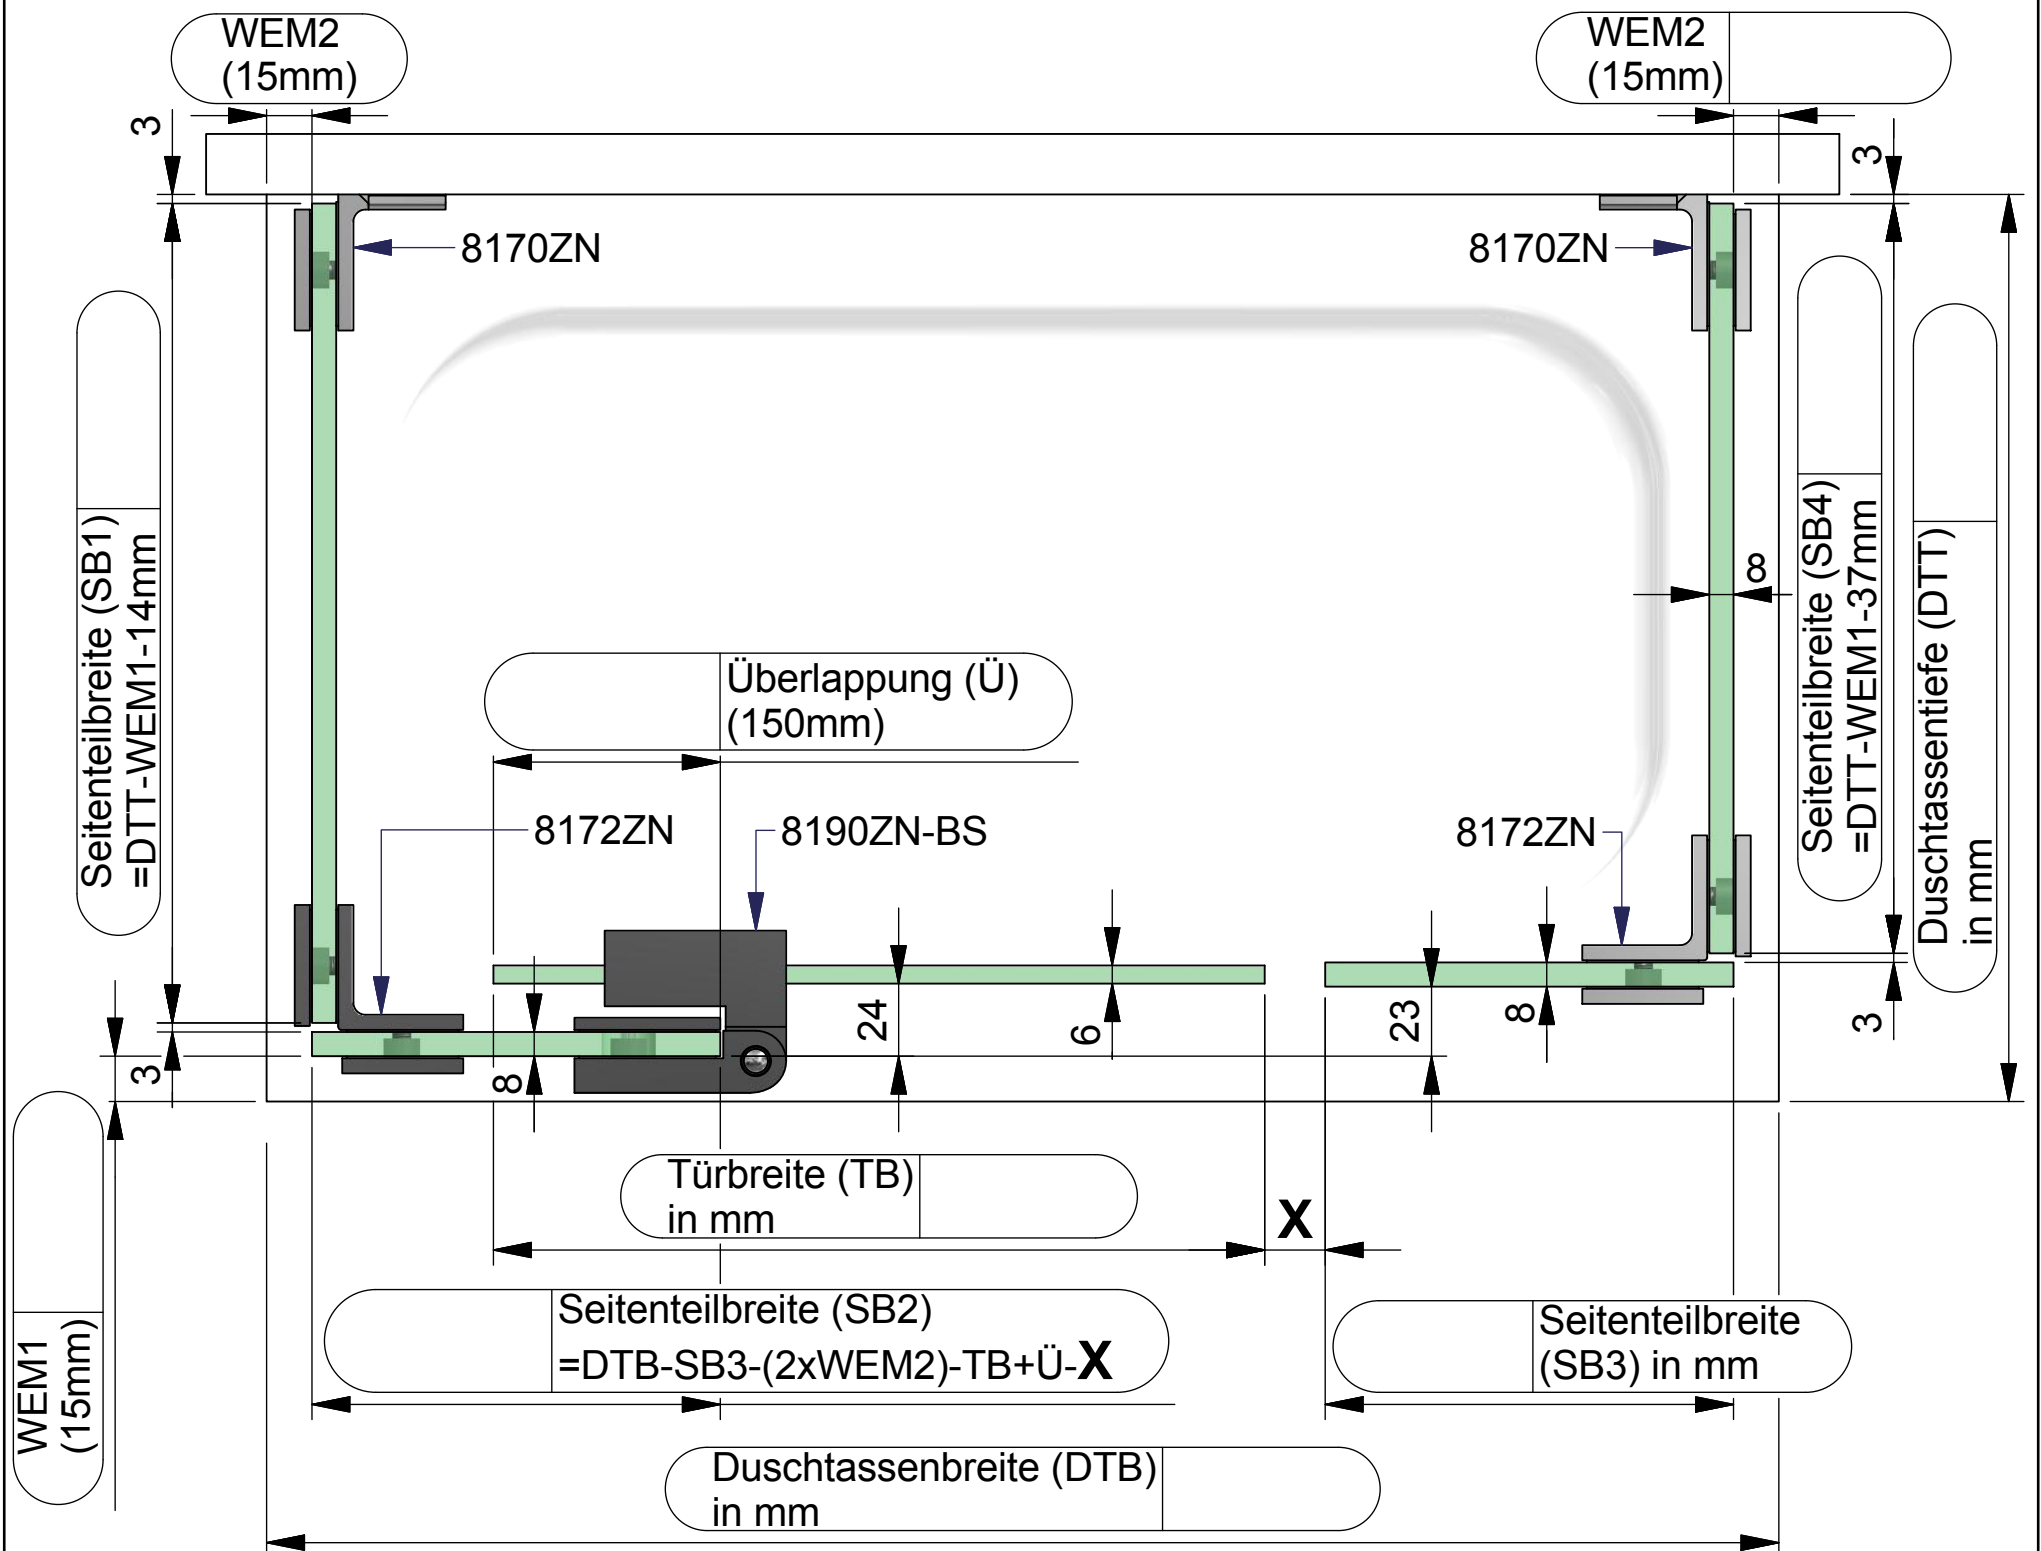 WEM2
(15mm)
WEM2
(15mm)
3
3
8170ZN
8170ZN
Seitenteilbreite (SB1)
=DTT-WEM1-14mm
Seitenteilbreite (SB4)
=DTT-WEM1-37mm
Duschtassentiefe (DTT)
in mm
8
Überlappung (Ü)
(150mm)
8172ZN
8190ZN-BS
8172ZN
24
6
23
8
3
3
8
WEM1
(15mm)
Türbreite (TB)
in mm
X
Seitenteilbreite (SB2)
=DTB-SB3-(2xWEM2)-TB+Ü-X
Seitenteilbreite
(SB3) in mm
Duschtassenbreite (DTB)
in mm